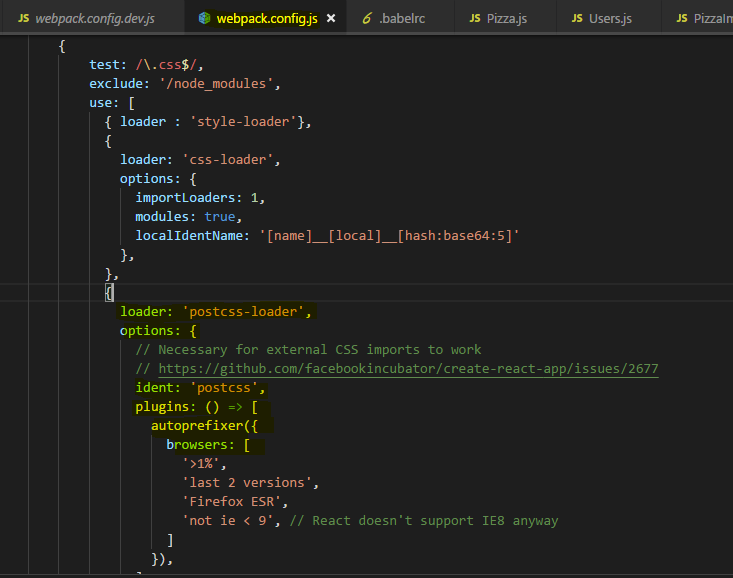 JS webpack.config.dev.js webpack.config.js × 6 .babelrc JS Pizza.js JS Users.js JS PizzaIm
{
test: /\.css$/,
exclude: '/node_modules',
use: [
{ loader : 'style-loader'},
{
loader: 'css-loader',
options: {
importLoaders: 1,
modules: true,
localIdentName: '[name]__[local]__[hash:base64:5]'
},
},
{
loader: 'postcss-loader',
options: {
// Necessary for external CSS imports to work
// https://github.com/facebookincubator/create-react-app/issues/2677
ident: 'postcss',
plugins: () => [
autoprefixer({
browsers: [
'>1%',
'last 2 versions',
'Firefox ESR',
'not ie < 9', // React doesn't support IE8 anyway
]
}),